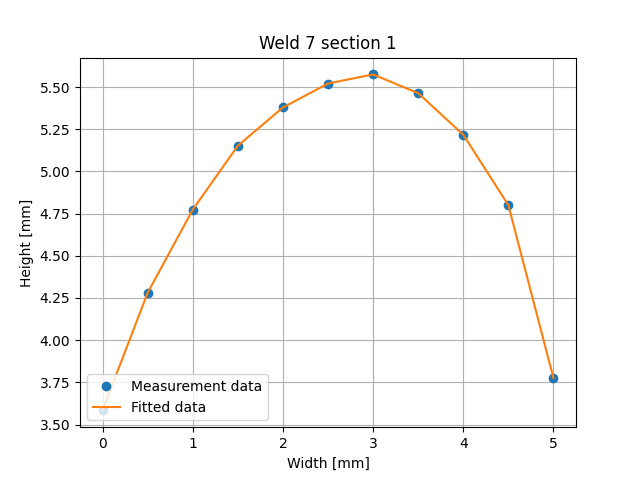 Weld 7 section 1
5.50
5.25
5.00
4.75
4.50
4.25
4.00
3.75
3.50
Height [mm]
Measurement data
Fitted data
0 1 2 3 4 5
Width [mm]